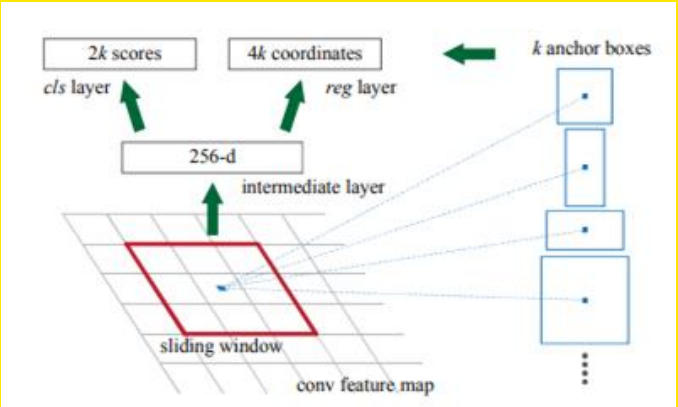 2k scores
4k coordinates
k anchor boxes
cls layer
reg layer
256-d
intermediate layer
sliding window
conv feature map